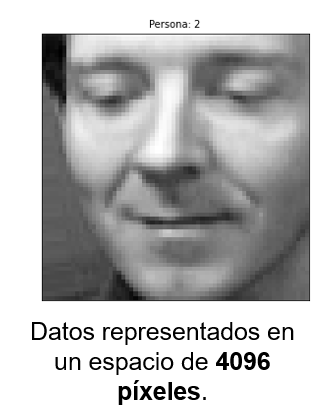 Persona: 2
Datos representados en
un espacio de 4096
píxeles.